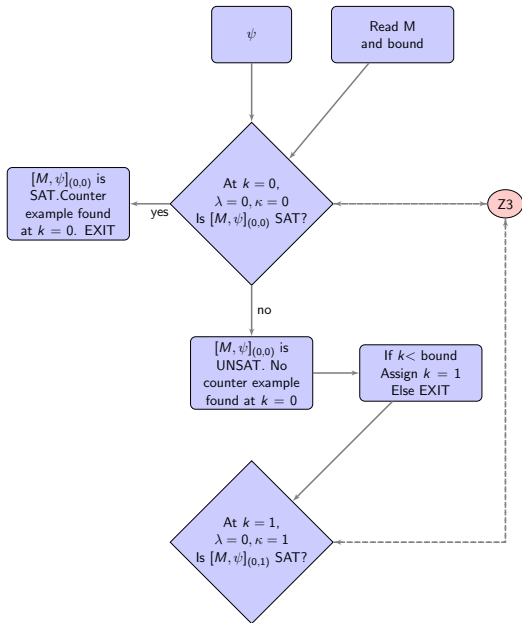 ψ
Read M
and bound
At k = 0,
λ = 0, κ = 0
Is [M, ψ](0,0) SAT?
[M, ψ](0,0) is
SAT.Counter
example found
at k = 0. EXIT
yes
Z3
no
[M, ψ](0,0) is
UNSAT. No
counter example
found at k = 0
If k< bound
Assign k = 1
Else EXIT
At k = 1,
λ = 0, κ = 1
Is [M, ψ](0,1) SAT?